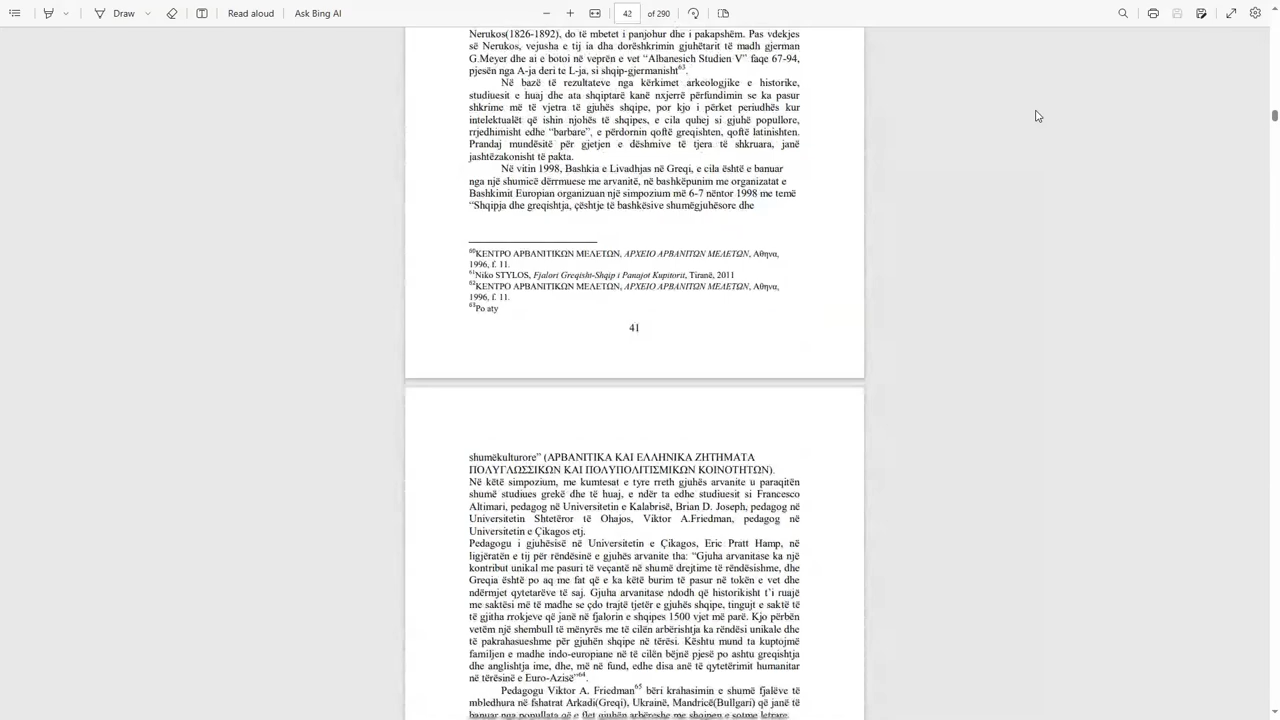 Draw
Read aloud
Ask Bing AI
42
of 290
Nerukos(1826-1892), do të mbetet i panjohur dhe i pakapshëm. Pas vdekjes
së Nerukos, vejusha e tij ia dha dorëshkrimin gjuhëtarit të madh gjerman
G.Meyer dhe ai e botoi në veprën e vet “Albanesich Studien V” faqe 67-94,
pjesën nga A-ja deri te L-ja, si shqip-gjermanisht63.
Në bazë të rezultateve nga kërkimet arkeologjike e historike,
studiuesit e huaj dhe ata shqiptarë kanë nxjerrë përfundimin se ka pasur
shkrime më të vjetra të gjuhës shqipe, por kjo i përket periudhës kur
intelektualët që ishin njohës të shqipes, e cila quhej si gjuhë popullore,
rrjedhimisht edhe “barbare”, e përdornin qoftë greqishten, qoftë latinishten.
Prandaj mundësitë për gjetjen e dëshmive të tjera të shkruara, janë
jashtëzakonisht të pakta.
Në vitin 1998, Bashkia e Livadhjas në Greqi, e cila është e banuar
nga një shumicë dërrmuese me arvanitë, në bashkëpunim me organizatat e
Bashkimit Europian organizuan një simpozium më 6-7 nëntor 1998 me temë
“Shqipja dhe greqishtja, çështje të bashkësive shumëgjuhësore dhe
60ΚΕΝΤΡΟ ΑΡΒΑΝΙΤΙΚΩΝ ΜΕΛΕΤΩΝ, ΑΡΧΕΙΟ ΑΡΒΑΝΙΤΩΝ ΜΕΛΕΤΩΝ, Αθηνα,
1996, f. 11.
61Niko STYLOS, Fjalori Greqisht-Shqip i Panajot Kupitorit, Tiranë, 2011
62ΚΕΝΤΡΟ ΑΡΒΑΝΙΤΙΚΩΝ ΜΕΛΕΤΩΝ, ΑΡΧΕΙΟ ΑΡΒΑΝΙΤΩΝ ΜΕΛΕΤΩΝ, Αθηνα,
1996, f. 11.
63Po aty
41
shumëkulturore” (ΑΡΒΑΝΙΤΙΚΑ ΚΑΙ ΕΛΛΗΝΙΚΑ ΖΗΤΗΜΑΤΑ
ΠΟΛΥΓΛΩΣΣΙΚΩΝ ΚΑΙ ΠΟΛΥΠΟΛΙΤΙΣΜΙΚΩΝ ΚΟΙΝΟΤΗΤΩΝ).
Në këtë simpozium, me kumtesat e tyre rreth gjuhës arvanite u paraqitën
shumë studiues grekë dhe të huaj, e ndër ta edhe studiuesit si Francesco
Altimari, pedagog në Universitetin e Kalabrisë, Brian D. Joseph, pedagog në
Universitetin Shtetëror të Ohajos, Viktor A.Friedman, pedagog në
Universitetin e Çikagos etj.
Pedagogu i gjuhësisë në Universitetin e Çikagos, Eric Pratt Hamp, në
ligjëratën e tij për rëndësinë e gjuhës arvanite tha: “Gjuha arvanitase ka një
kontribut unikal me pasuri të veçantë në shumë drejtime të rëndësishme, dhe
Greqia është po aq me fat që e ka këtë burim të pasur në tokën e vet dhe
ndërmjet qytetarëve të saj. Gjuha arvanitase ndodh që historikisht t’i ruajë
me saktësi më të madhe se çdo trajtë tjetër e gjuhës shqipe, tingujt e saktë të
të gjitha rrokjeve që janë në fjalorin e shqipes 1500 vjet më parë. Kjo përbën
vetëm një shembull të mënyrës me të cilën arbërishtja ka rëndësi unikale dhe
të pakrahasueshme për gjuhën shqipe në tërësi. Kështu mund ta kuptojmë
familjen e madhe indo-europiane në të cilën bëjnë pjesë po ashtu greqishtja
dhe anglishtja ime, dhe, më në fund, edhe disa anë të qytetërimit humanitar
në tërësinë e Euro-Azisë”64.
Pedagogu Viktor A. Friedman65 bëri krahasimin e shumë fjalëve të
mbledhura në fshatrat Arkadi(Greqi), Ukrainë, Mandricë(Bullgari) që janë të
banuar nga popullata që e flet gjuhën arbëreshe me shqipen e sotme letrare.